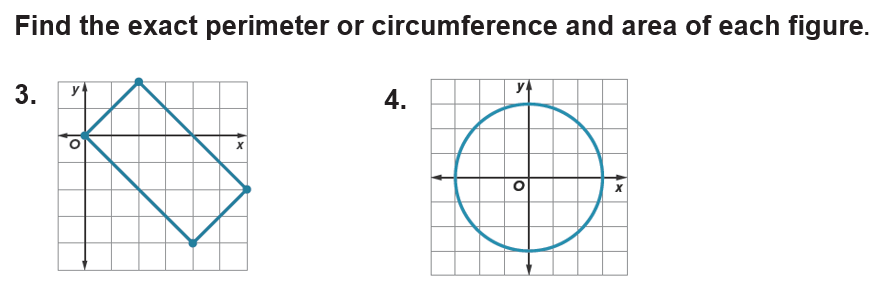 Find the exact perimeter or circumference and area of each figure.
3.
y
O
x
4.
y
O
x